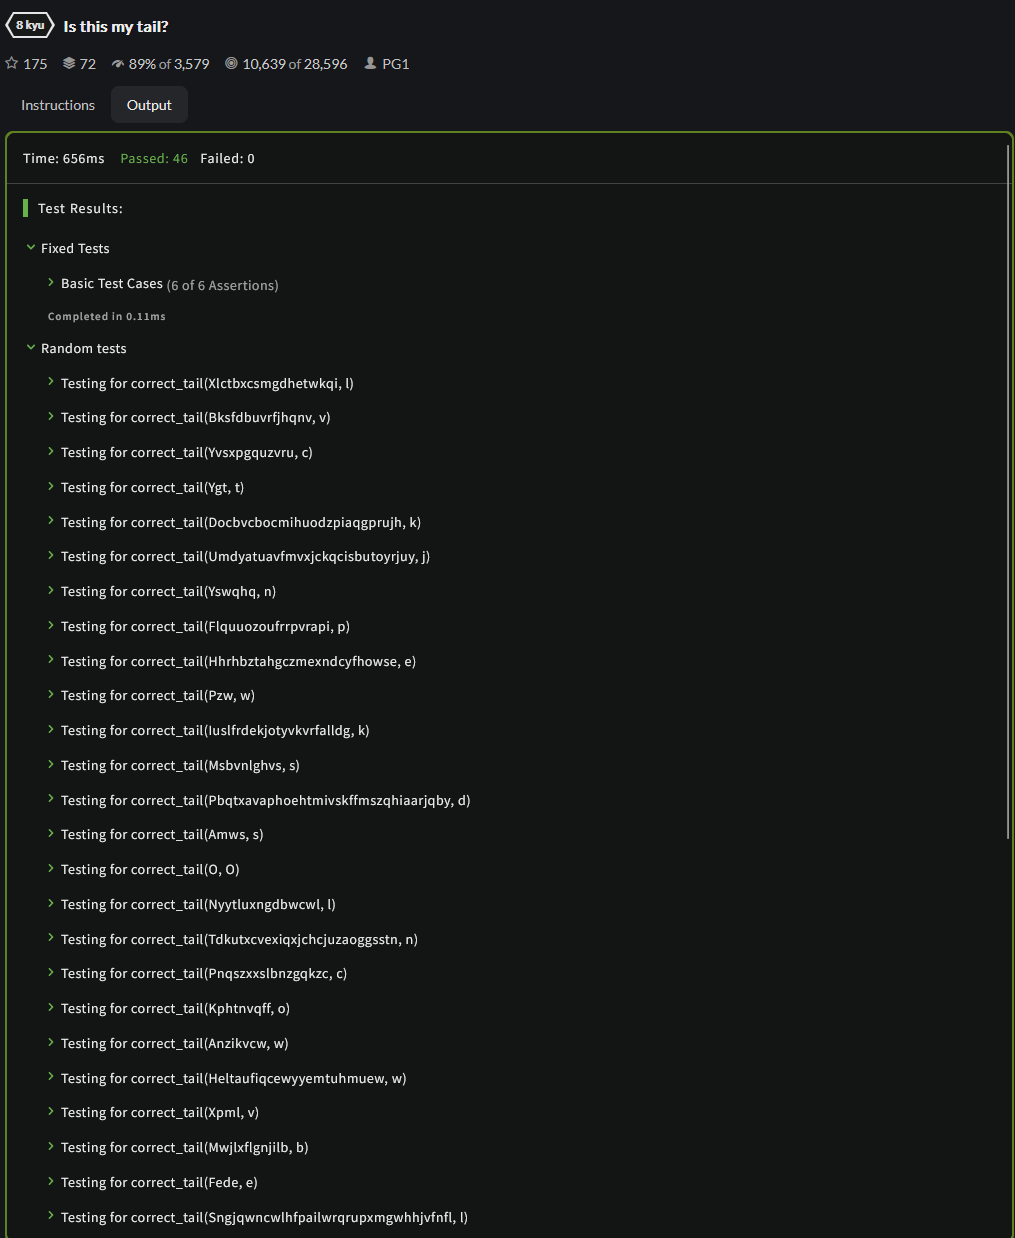 8 kyu Is this my tail?
175 72 89% of 3,579 10,639 of 28,596 PG1
Instructions Output
Time: 656ms Passed: 46 Failed: 0
Test Results:
Fixed Tests
Basic Test Cases (6 of 6 Assertions)
Completed in 0.11ms
Random tests
Testing for correct_tail(Xlctbxcsmgdhetwkqi, l)
Testing for correct_tail(Bksfdbuvrfjhqnv, v)
Testing for correct_tail(Yvsxpgquzvru, c)
Testing for correct_tail(Ygt, t)
Testing for correct_tail(Docbvcbocmihuodzpiaqgprujh, k)
Testing for correct_tail(Umdyatuavfmvxjckqcisbutoyrjuy, j)
Testing for correct_tail(Yswqhq, n)
Testing for correct_tail(Flquuozoufrrpvrapi, p)
Testing for correct_tail(Hhrhbztahgczmexndcyfhowse, e)
Testing for correct_tail(Pzw, w)
Testing for correct_tail(Iuslfrdekjotyvkvrfalldg, k)
Testing for correct_tail(Msbvnlghvs, s)
Testing for correct_tail(Pbqtxavaphoehtmivskffmszqhiaarjqby, d)
Testing for correct_tail(Amws, s)
Testing for correct_tail(O, O)
Testing for correct_tail(Nyytluxngdbwcwl, l)
Testing for correct_tail(Tdkutxcvexiqxjchcjuzaoggsstn, n)
Testing for correct_tail(Pnqszxxslbnzgqkzc, c)
Testing for correct_tail(Kphtnvqff, o)
Testing for correct_tail(Anzikvcw, w)
Testing for correct_tail(Heltaufiqcewyyemtuhmuew, w)
Testing for correct_tail(Xpml, v)
Testing for correct_tail(Mwjlxflgnjilb, b)
Testing for correct_tail(Fede, e)
Testing for correct_tail(Sngjqwncwlhfpailwrqrupxmgwhhjvfnfl, l)